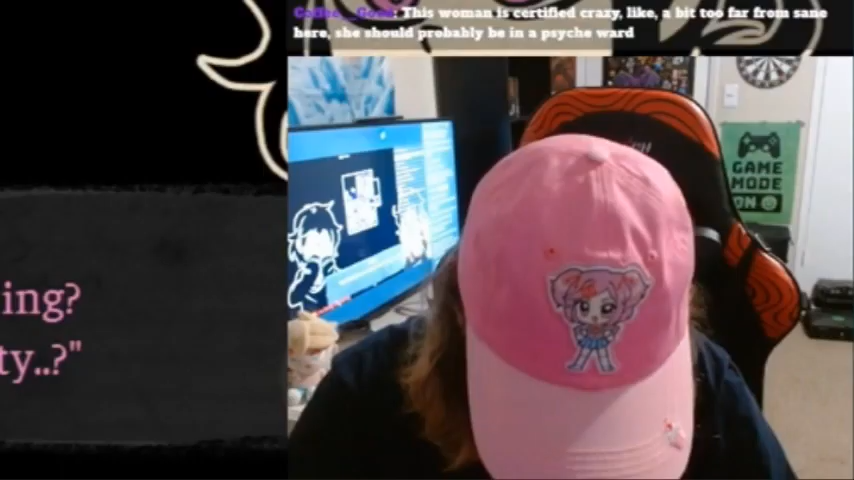 This woman is certified crazy, like, a bit too far from sane
here, she should probably be in a psyche ward
GAME
MODE
ON
ing?
ty..?"